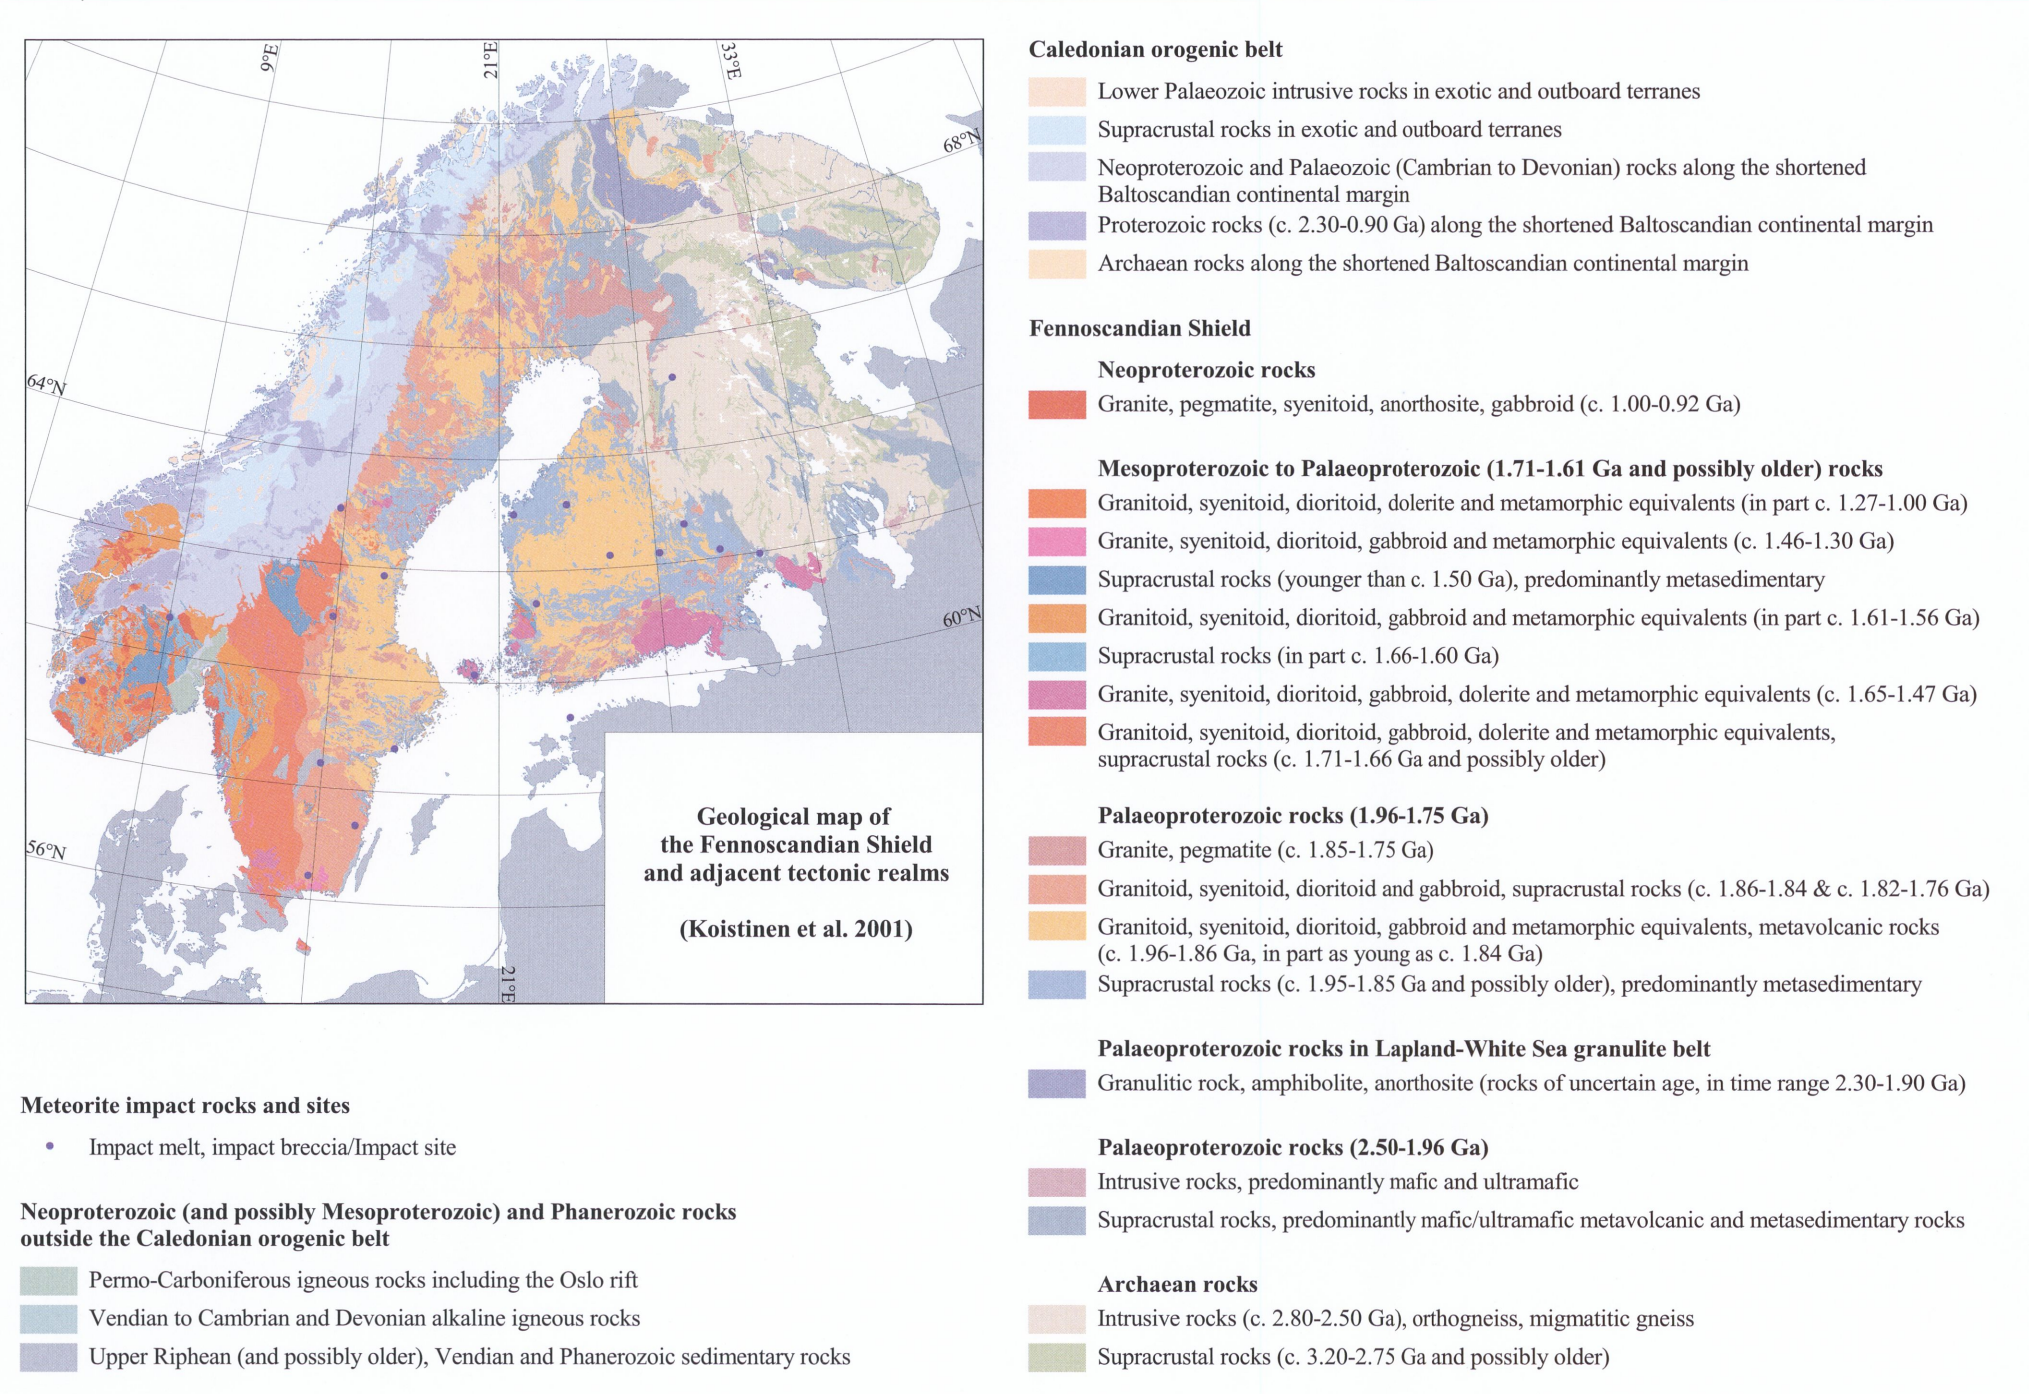 9°E
21°E
33°E
68°N
64°N
60°N
56°N
21°E
Geological map of
the Fennoscandian Shield
and adjacent tectonic realms
(Koistinen et al. 2001)
Meteorite impact rocks and sites
Impact melt, impact breccia/Impact site
Neoproterozoic (and possibly Mesoproterozoic) and Phanerozoic rocks
outside the Caledonian orogenic belt
Permo-Carboniferous igneous rocks including the Oslo rift
Vendian to Cambrian and Devonian alkaline igneous rocks
Upper Riphean (and possibly older), Vendian and Phanerozoic sedimentary rocks
Caledonian orogenic belt
Lower Palaeozoic intrusive rocks in exotic and outboard terranes
Supracrustal rocks in exotic and outboard terranes
Neoproterozoic and Palaeozoic (Cambrian to Devonian) rocks along the shortened
Baltoscandian continental margin
Proterozoic rocks (c. 2.30-0.90 Ga) along the shortened Baltoscandian continental margin
Archaean rocks along the shortened Baltoscandian continental margin
Fennoscandian Shield
Neoproterozoic rocks
Granite, pegmatite, syenitoid, anorthosite, gabbroid (c. 1.00-0.92 Ga)
Mesoproterozoic to Palaeoproterozoic (1.71-1.61 Ga and possibly older) rocks
Granitoid, syenitoid, dioritoid, dolerite and metamorphic equivalents (in part c. 1.27-1.00 Ga)
Granite, syenitoid, dioritoid, gabbroid and metamorphic equivalents (c. 1.46-1.30 Ga)
Supracrustal rocks (younger than c. 1.50 Ga), predominantly metasedimentary
Granitoid, syenitoid, dioritoid, gabbroid and metamorphic equivalents (in part c. 1.61-1.56 Ga)
Supracrustal rocks (in part c. 1.66-1.60 Ga)
Granite, syenitoid, dioritoid, gabbroid, dolerite and metamorphic equivalents (c. 1.65-1.47 Ga)
Granitoid, syenitoid, dioritoid, gabbroid, dolerite and metamorphic equivalents,
supracrustal rocks (c. 1.71-1.66 Ga and possibly older)
Palaeoproterozoic rocks (1.96-1.75 Ga)
Granite, pegmatite (c. 1.85-1.75 Ga)
Granitoid, syenitoid, dioritoid and gabbroid, supracrustal rocks (c. 1.86-1.84 & c. 1.82-1.76 Ga)
Granitoid, syenitoid, dioritoid, gabbroid and metamorphic equivalents, metavolcanic rocks
(c. 1.96-1.86 Ga, in part as young as c. 1.84 Ga)
Supracrustal rocks (c. 1.95-1.85 Ga and possibly older), predominantly metasedimentary
Palaeoproterozoic rocks in Lapland-White Sea granulite belt
Granulitic rock, amphibolite, anorthosite (rocks of uncertain age, in time range 2.30-1.90 Ga)
Palaeoproterozoic rocks (2.50-1.96 Ga)
Intrusive rocks, predominantly mafic and ultramafic
Supracrustal rocks, predominantly mafic/ultramafic metavolcanic and metasedimentary rocks
Archaean rocks
Intrusive rocks (c. 2.80-2.50 Ga), orthogneiss, migmatitic gneiss
Supracrustal rocks (c. 3.20-2.75 Ga and possibly older)